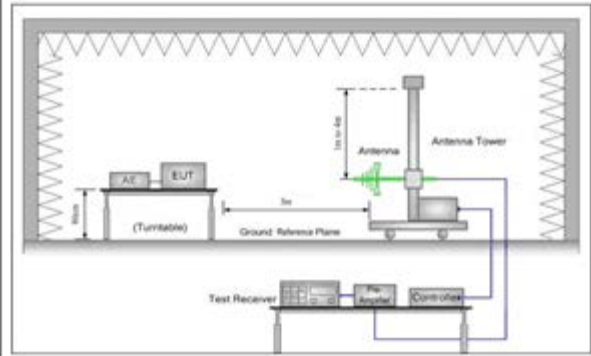 1m to 4m
Antenna
Antenna Tower
AE
EUT
80cm
3m
(Turntable)
Ground Reference Plane
Test Receiver
Pre-
Amplifier
Controller